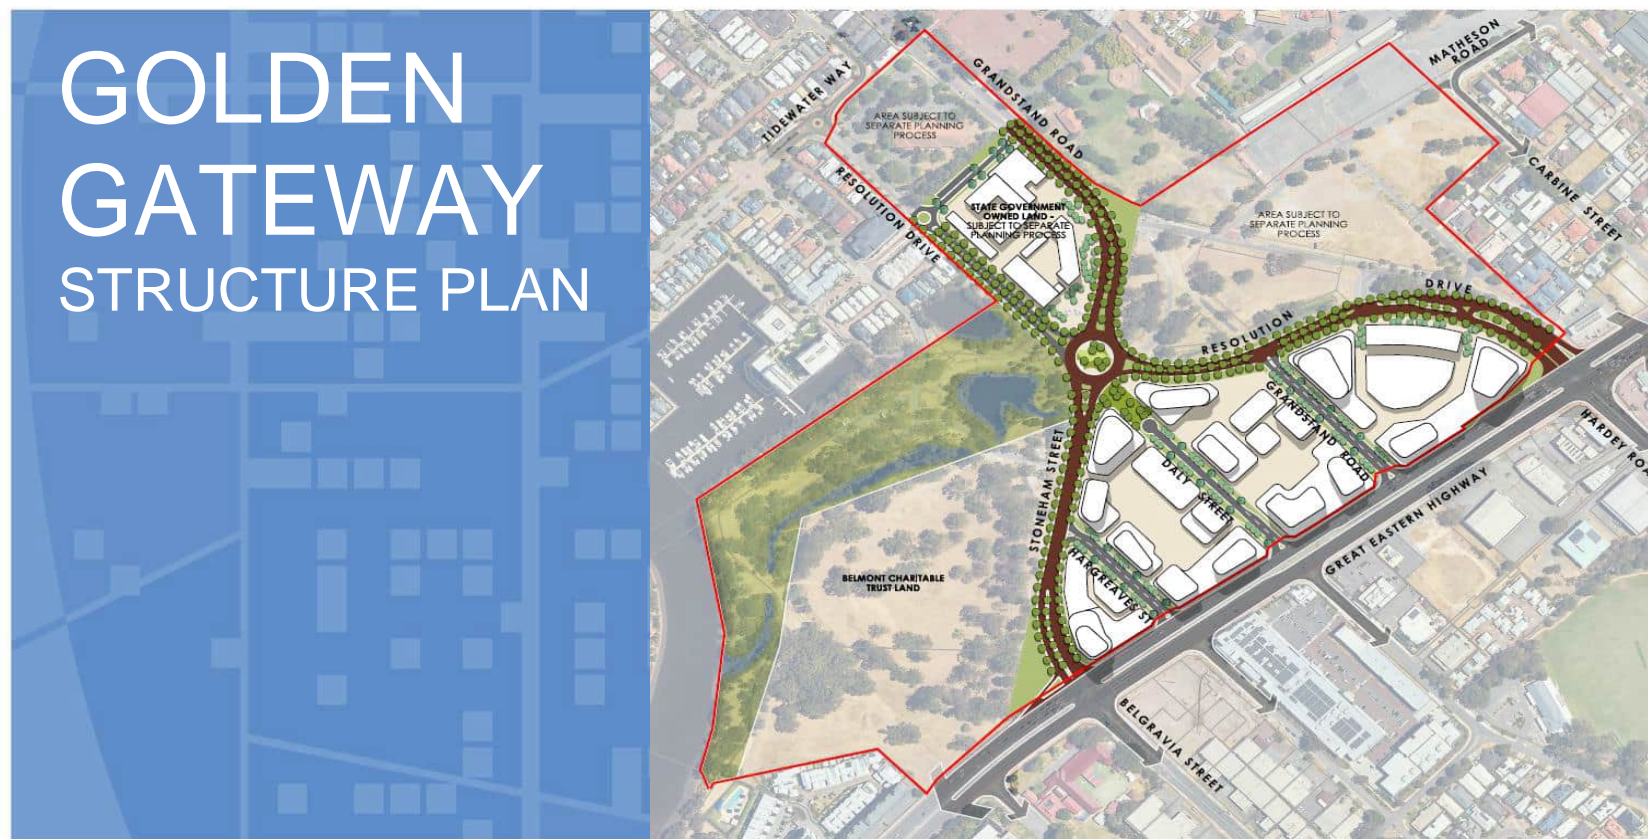 GOLDEN
GATEWAY
STRUCTURE PLAN
MATHESON
ROAD
TIDEWATER WAY
GRANDSTAND ROAD
AREA SUBJECT TO
SEPARATE PLANNING
PROCESS
CARBINE STREET
RESOLUTION DRIVE
STATE GOVERNMENT
OWNED LAND -
SUBJECT TO SEPARATE
PLANNING PROCESS
AREA SUBJECT TO
SEPARATE PLANNING
PROCESS
RESOLUTION DRIVE
GRANDSTAND ROAD
HARDEY ROA
STONEHAM STREET
DALY STREET
GREAT EASTERN HIGHWAY
HARGREAVES ST
BELMONT CHARITABLE
TRUST LAND
BELGRAVIA STREET